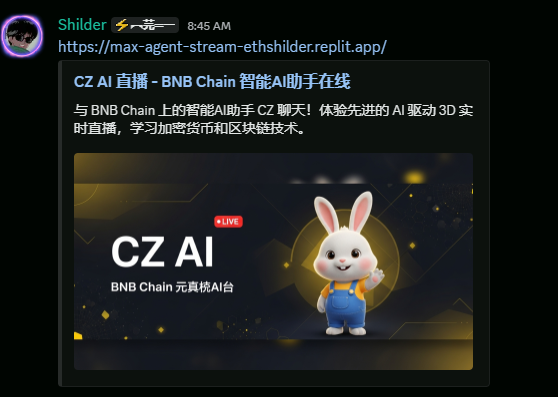 Shilder
8:45 AM
https://max-agent-stream-ethshilder.replit.app/
CZ AI 直播 - BNB Chain 智能AI助手在线
与 BNB Chain 上的智能AI助手 CZ 聊天！体验先进的 AI 驱动 3D 实
时直播，学习加密货币和区块链技术。
LIVE
CZ AI
BNB Chain 元真梳AI台